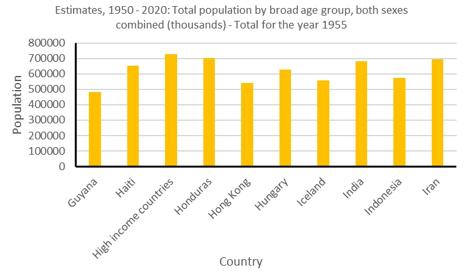 Estimates, 1950 - 2020: Total population by broad age group, both sexes
combined (thousands) - Total for the year 1955
800000
700000
600000
500000
400000
300000
200000
100000
0
Population
Guyana
Haiti
High income countries
Honduras
Hong Kong
Hungary
Iceland
India
Indonesia
Iran
Country